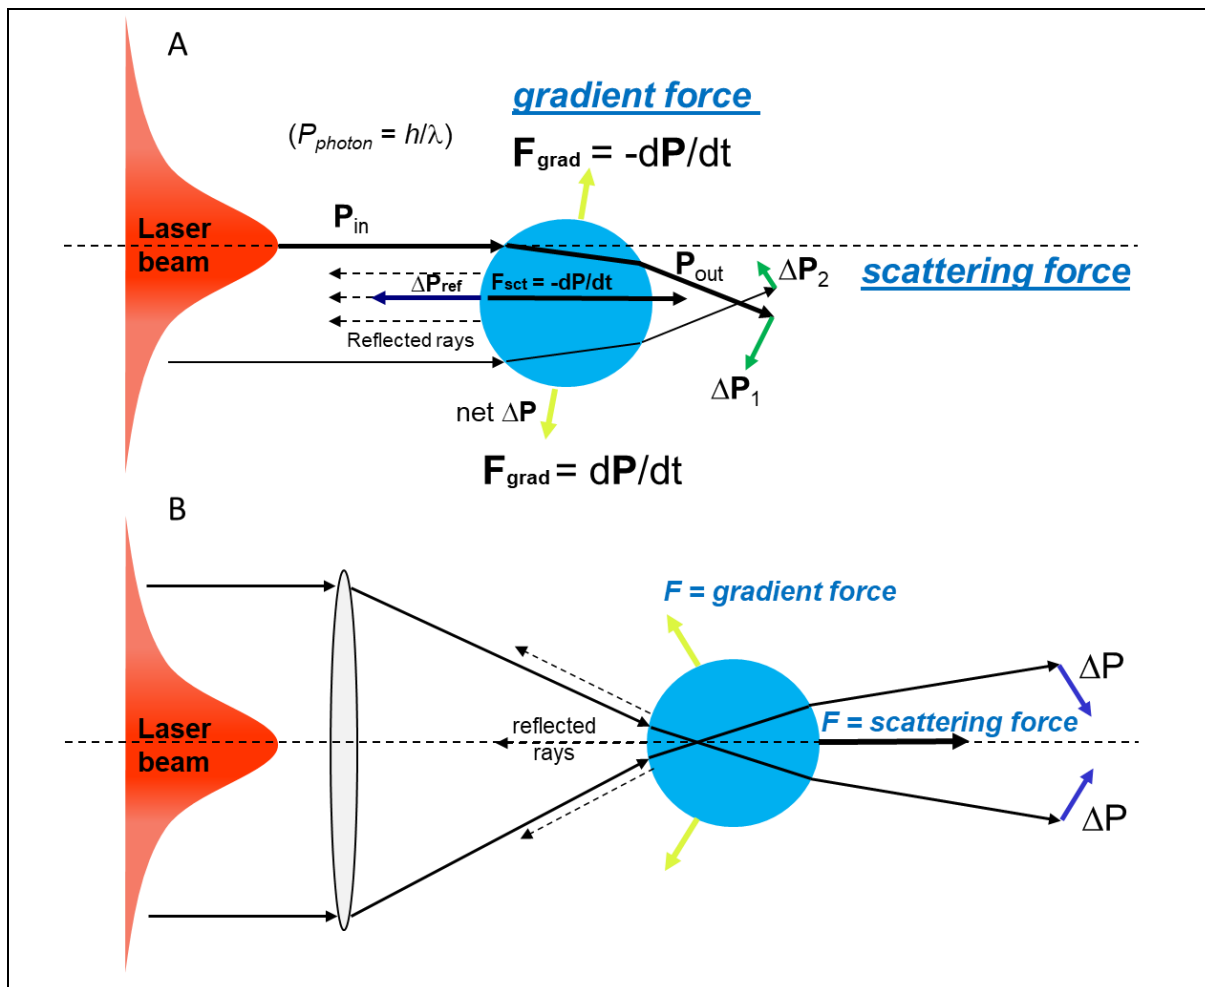 A
gradient force
(P_photon = h/λ)
F_grad = -dP/dt
Laser
beam
P_in
P_out
ΔP_2
scattering force
ΔP_ref
F_sct = -dP/dt
Reflected rays
ΔP_1
net ΔP
F_grad = dP/dt
B
F = gradient force
ΔP
Laser
beam
reflected
rays
F = scattering force
ΔP